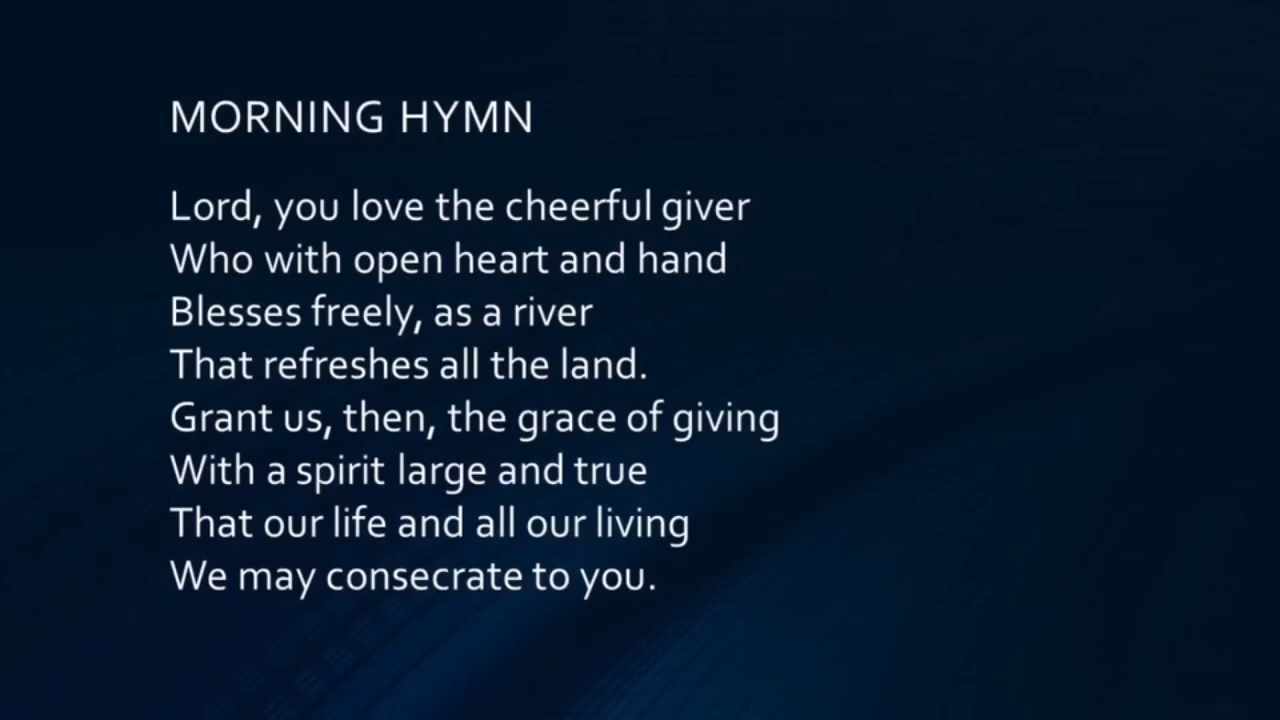 MORNING HYMN
Lord, you love the cheerful giver
Who with open heart and hand
Blesses freely, as a river
That refreshes all the land.
Grant us, then, the grace of giving
With a spirit large and true
That our life and all our living
We may consecrate to you.